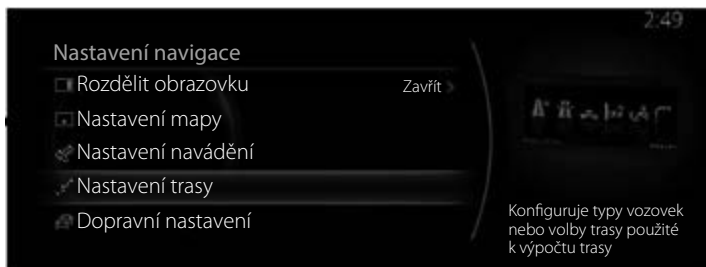 2:49
Nastavení navigace
Rozdělit obrazovku Zavřít
Nastavení mapy
Nastavení navádění
Nastavení trasy
Dopravní nastavení
Konfiguruje typy vozovek
nebo volby trasy použité
k výpočtu trasy